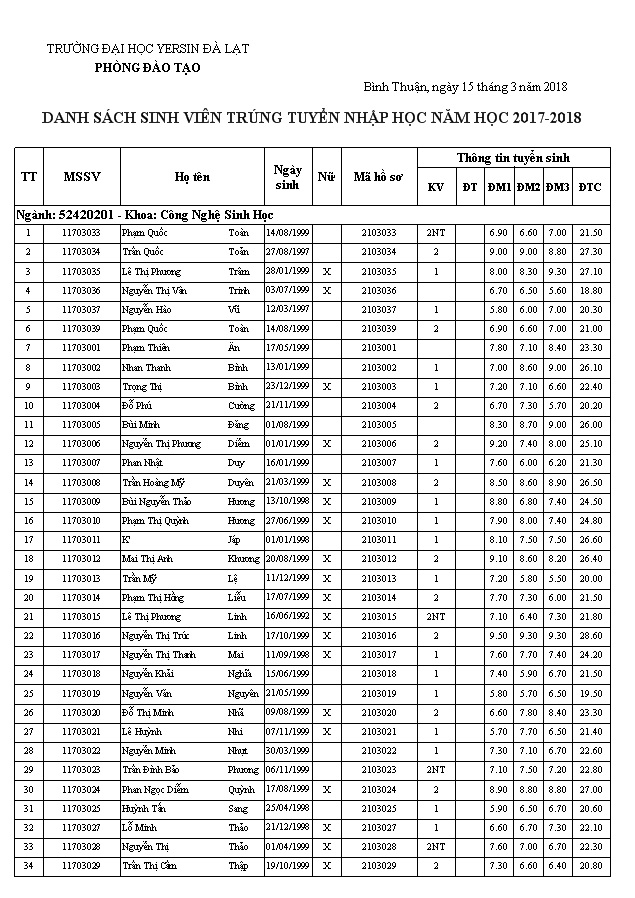 TRƯỜNG ĐẠI HỌC YERSIN ĐÀ LẠT
PHÒNG ĐÀO TẠO
Bình Thuận, ngày 15 tháng 3 năm 2018
DANH SÁCH SINH VIÊN TRÚNG TUYỂN NHẬP HỌC NĂM HỌC 2017-2018
TT MSSV Họ tên Ngày sinh Nữ Mã hồ sơ Thông tin tuyển sinh
KV ĐT ĐM1 ĐM2 ĐM3 ĐTC
Ngành: 52420201 - Khoa: Công Nghệ Sinh Học
1 11703033 Phạm Quốc Toàn 14/08/1999 2103033 2NT 6.90 6.60 7.00 21.50
2 11703034 Trần Quốc Toản 27/08/1997 2103034 2 9.00 9.00 8.80 27.30
3 11703035 Lê Thị Phương Trâm 28/01/1999 X 2103035 1 8.00 8.30 9.30 27.10
4 11703036 Nguyễn Thị Vân Trinh 03/07/1999 X 2103036 6.70 6.50 5.60 18.80
5 11703037 Nguyễn Hào Vũ 12/03/1997 2103037 1 5.80 6.00 7.00 20.30
6 11703039 Phạm Quốc Toàn 14/08/1999 2103039 2 6.90 6.60 7.00 21.00
7 11703001 Phạm Thiên Ân 17/05/1999 2103001 7.80 7.10 8.40 23.30
8 11703002 Nhan Thanh Bình 13/01/1999 2103002 1 7.00 8.60 9.00 26.10
9 11703003 Trọng Thị Bình 23/12/1999 X 2103003 1 7.20 7.10 6.60 22.40
10 11703004 Đỗ Phú Cường 21/11/1999 2103004 2 6.70 7.30 5.70 20.20
11 11703005 Bùi Minh Đăng 01/08/1999 2103005 8.30 8.70 9.00 26.00
12 11703006 Nguyễn Thị Phương Diễm 01/01/1999 X 2103006 2 9.20 7.40 8.00 25.10
13 11703007 Phan Nhật Duy 16/01/1999 2103007 1 7.60 6.00 6.20 21.30
14 11703008 Trần Hoàng Mỹ Duyên 21/03/1999 X 2103008 2 8.50 8.60 8.90 26.50
15 11703009 Bùi Nguyễn Thảo Hương 13/10/1998 X 2103009 1 8.80 6.80 7.40 24.50
16 11703010 Phạm Thị Quỳnh Hương 27/06/1999 X 2103010 1 7.90 8.00 7.40 24.80
17 11703011 K' Jáp 01/01/1998 2103011 1 8.10 7.50 7.50 26.60
18 11703012 Mai Thị Anh Khương 20/08/1999 X 2103012 2 9.10 8.60 8.20 26.40
19 11703013 Trần Mỹ Lệ 11/12/1999 X 2103013 1 7.20 5.80 5.50 20.00
20 11703014 Phạm Thị Hồng Liễu 17/07/1999 X 2103014 2 7.70 7.30 6.00 21.50
21 11703015 Lê Thị Phương Linh 16/06/1992 X 2103015 2NT 7.10 6.40 7.30 21.80
22 11703016 Nguyễn Thị Trúc Linh 17/10/1999 X 2103016 2 9.50 9.30 9.30 28.60
23 11703017 Nguyễn Thị Thanh Mai 11/09/1998 X 2103017 1 7.60 7.70 7.40 24.20
24 11703018 Nguyễn Khải Nghĩa 15/06/1999 2103018 1 7.40 5.90 6.70 21.50
25 11703019 Nguyễn Văn Nguyên 21/05/1999 2103019 1 5.80 5.70 6.50 19.50
26 11703020 Đỗ Thị Minh Nhã 09/08/1999 X 2103020 2 6.60 7.80 8.40 23.30
27 11703021 Lê Huỳnh Nhi 07/11/1999 X 2103021 1 5.70 7.70 6.50 21.40
28 11703022 Nguyễn Minh Nhựt 30/03/1999 2103022 1 7.30 7.10 6.70 22.60
29 11703023 Trần Đình Bảo Phương 06/11/1999 2103023 2NT 7.10 7.50 7.20 22.80
30 11703024 Phan Ngọc Diễm Quỳnh 17/08/1999 X 2103024 2 8.90 8.80 8.80 27.00
31 11703025 Huỳnh Tấn Sang 25/04/1998 2103025 1 5.90 6.50 6.70 20.60
32 11703027 Lỗ Minh Thảo 21/12/1998 X 2103027 1 6.60 6.70 7.30 22.10
33 11703028 Nguyễn Thị Thảo 01/04/1999 X 2103028 2NT 7.60 6.70 7.00 22.30
34 11703029 Trần Thị Cẩm Thập 19/10/1999 X 2103029 2 7.30 6.60 6.40 20.80